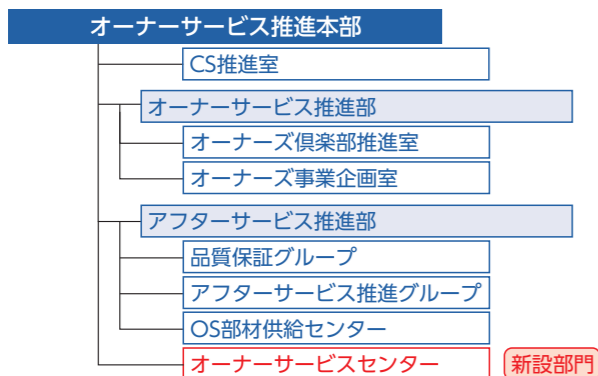 オーナーサービス推進本部
CS推進室
オーナーサービス推進部
オーナーズ倶楽部推進室
オーナーズ事業企画室
アフターサービス推進部
品質保証グループ
アフターサービス推進グループ
OS部材供給センター
オーナーサービスセンター 新設部門